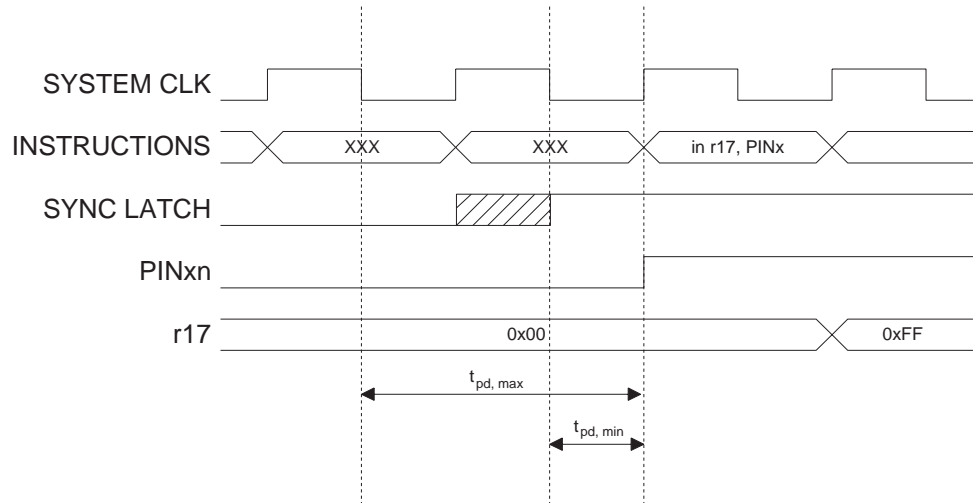 SYSTEM CLK
INSTRUCTIONS XXX XXX in r17, PINx
SYNC LATCH
PINxn
r17 0x00 0xFF
tpd, max
tpd, min